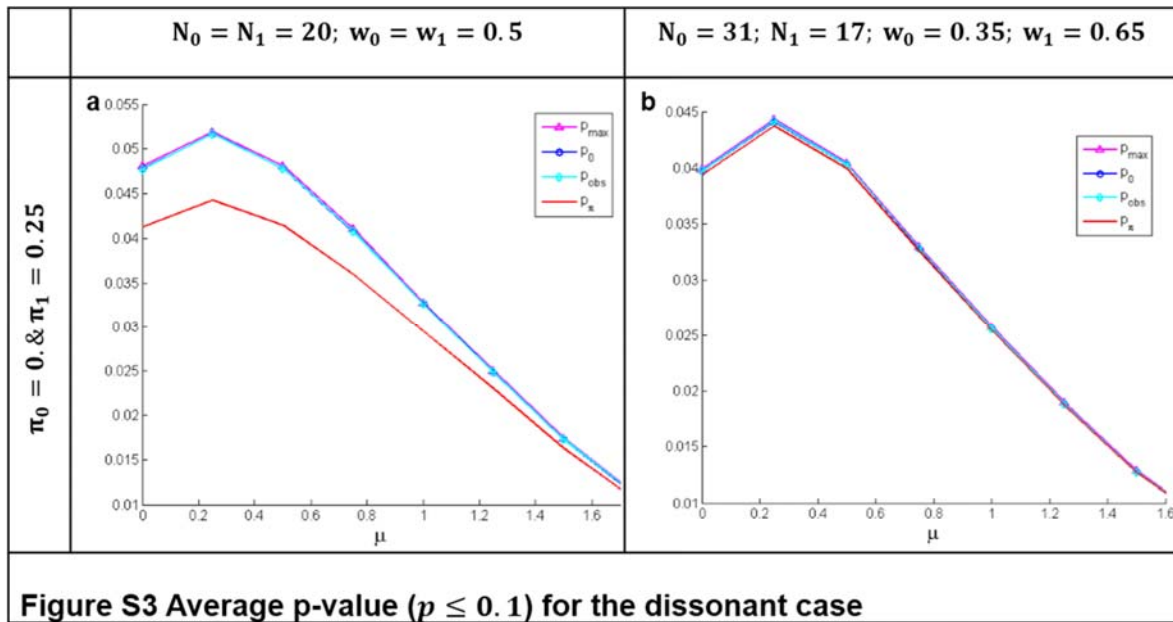 N₀ = N₁ = 20; w₀ = w₁ = 0.5
N₀ = 31; N₁ = 17; w₀ = 0.35; w₁ = 0.65
π₀ = 0.& π₁ = 0.25
a
0.055
0.05
0.045
0.04
0.035
0.03
0.025
0.02
0.015
0.01
0 0.2 0.4 0.6 0.8 1 1.2 1.4 1.6
μ
p_max
p_0
p_obs
p_π
b
0.045
0.04
0.035
0.03
0.025
0.02
0.015
0.01
0 0.2 0.4 0.6 0.8 1 1.2 1.4 1.6
μ
p_max
p_0
p_obs
p_π
Figure S3 Average p-value (p ≤ 0.1) for the dissonant case